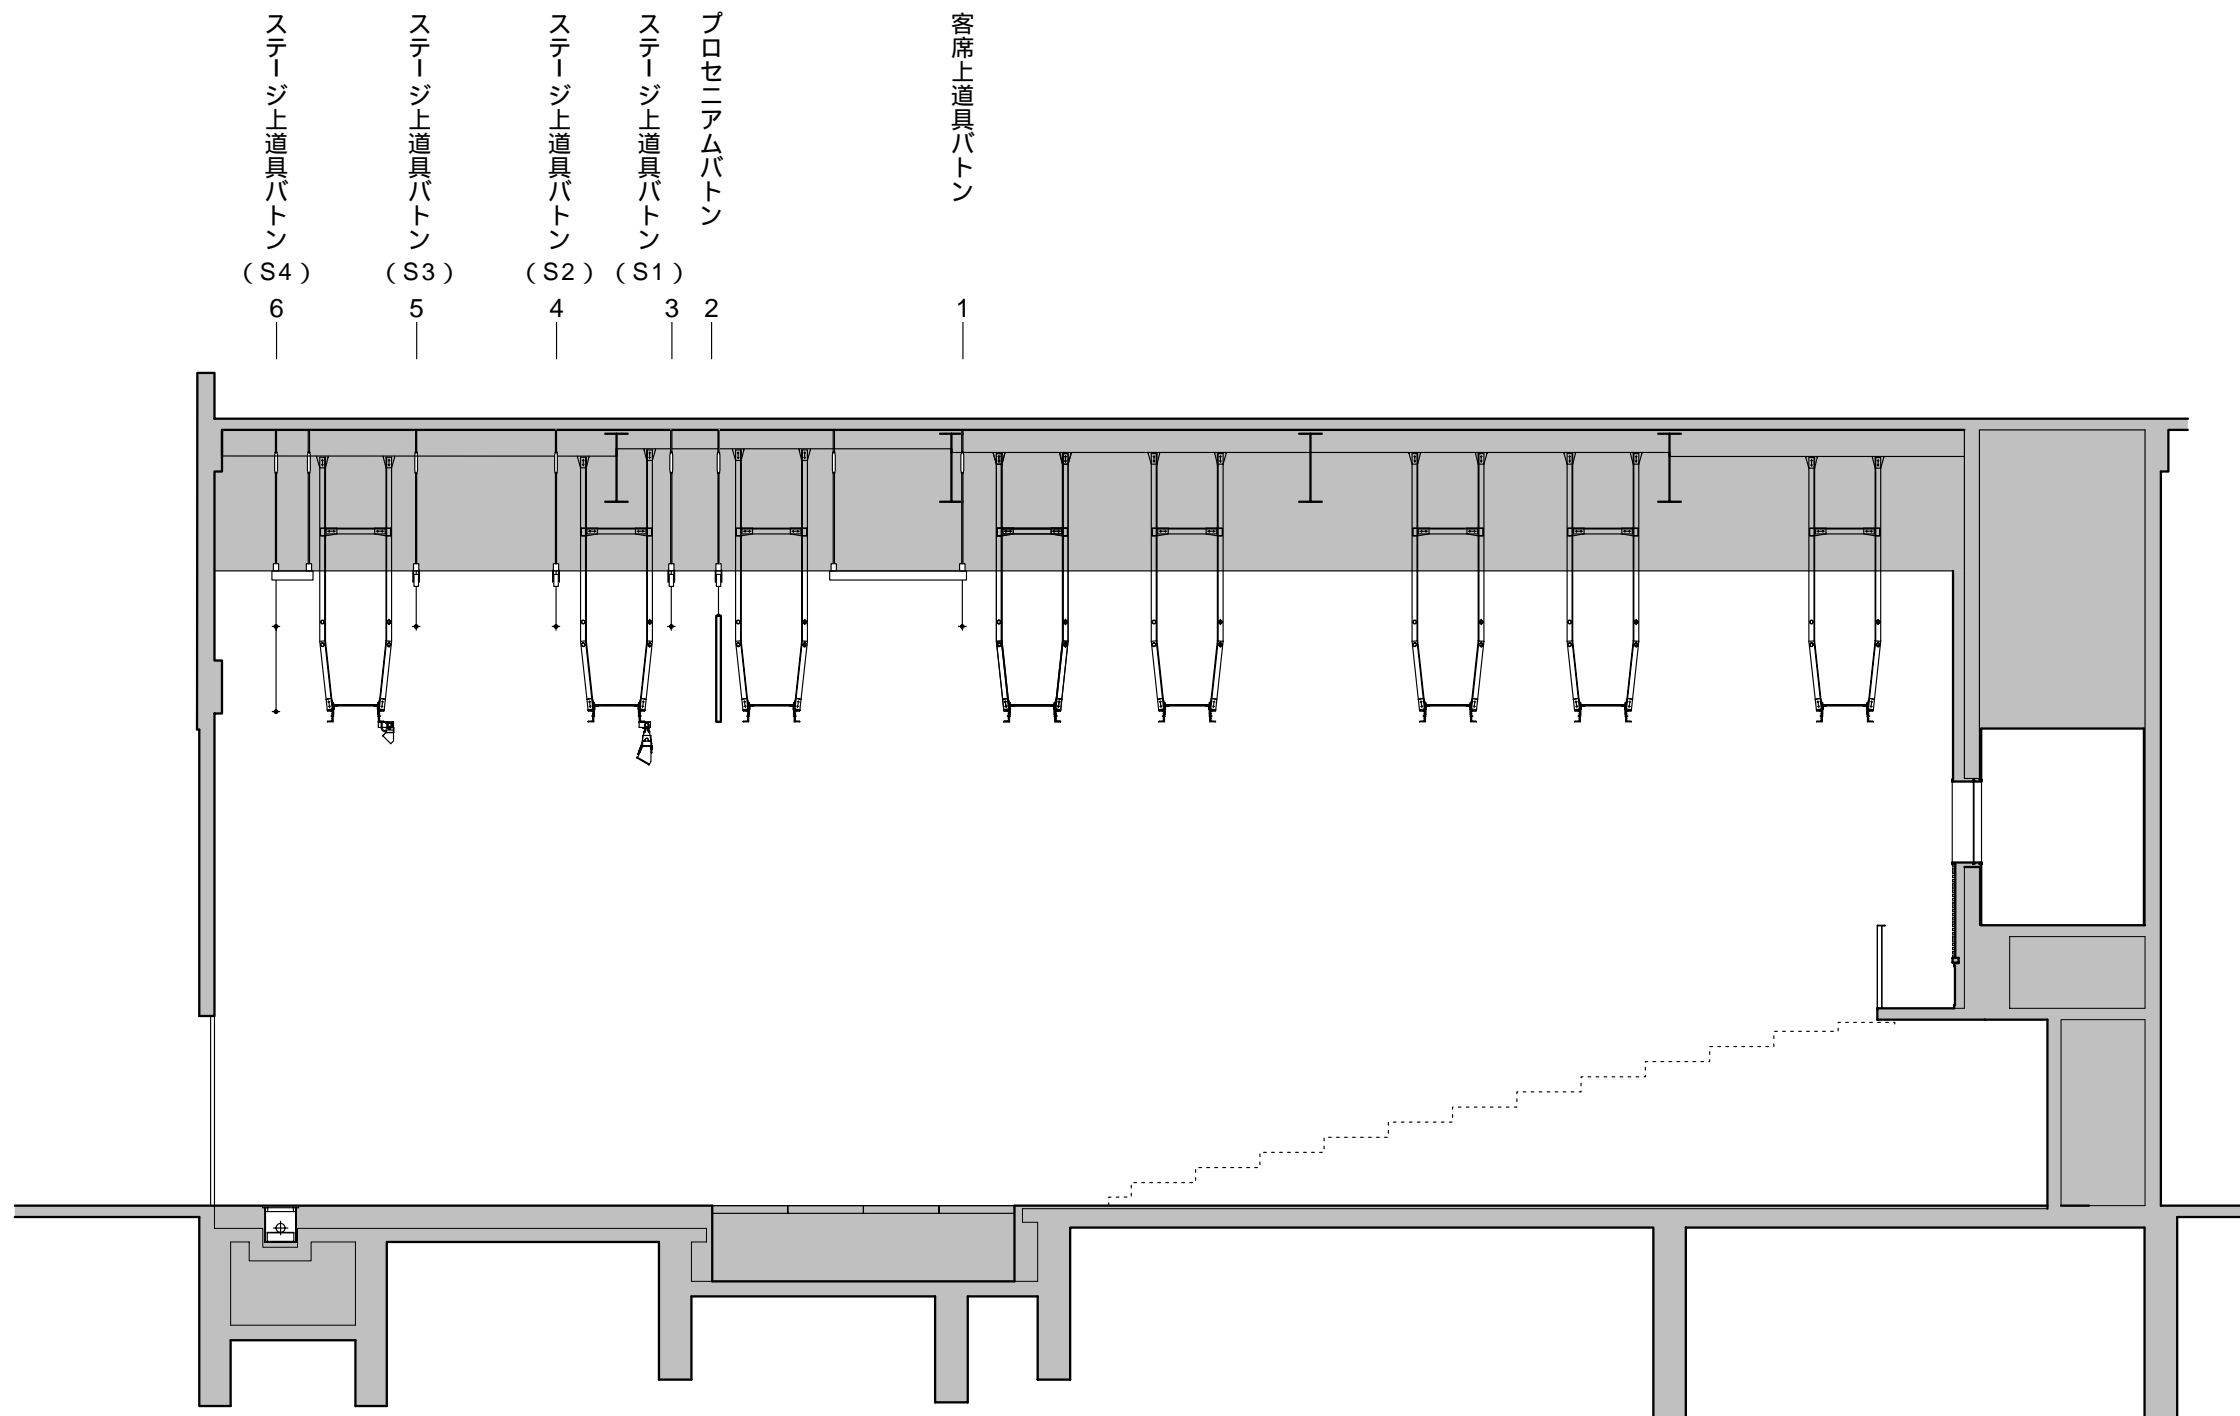 ステージ上道具バトン
（S4）
6
ステージ上道具バトン
（S3）
5
ステージ上道具バトン
（S2）
4
ステージ上道具バトン
（S1）
3
プロセニアムバトン
2
客席上道具バトン
1